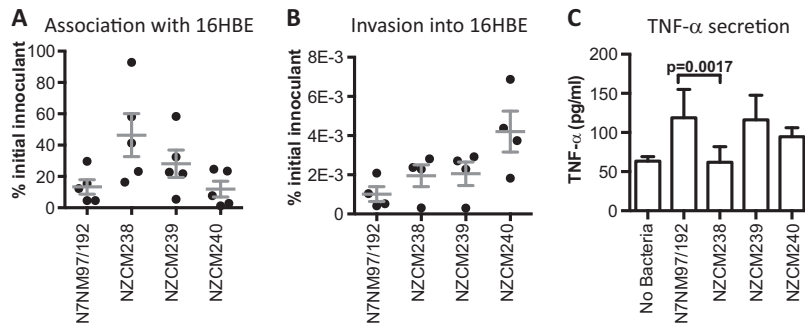 A Association with 16HBE
% initial innoculant
100
80
60
40
20
0
N7NM97/192
NZCM238
NZCM239
NZCM240
B Invasion into 16HBE
% initial innoculant
8E-3
6E-3
4E-3
2E-3
0
N7NM97/192
NZCM238
NZCM239
NZCM240
C TNF-α secretion
TNF-α (pg/ml)
200
150
100
50
0
p=0.0017
No Bacteria
N7NM97/192
NZCM238
NZCM239
NZCM240